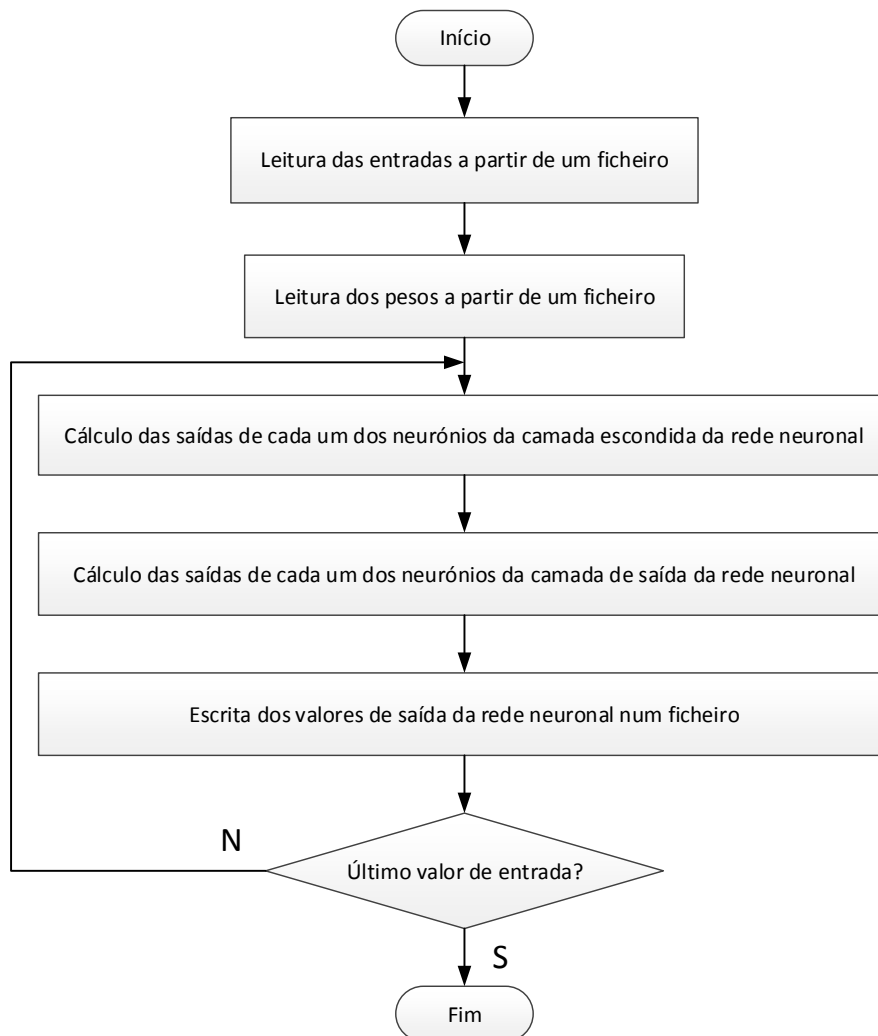 Início
Leitura das entradas a partir de um ficheiro
Leitura dos pesos a partir de um ficheiro
Cálculo das saídas de cada um dos neurónios da camada escondida da rede neuronal
Cálculo das saídas de cada um dos neurónios da camada de saída da rede neuronal
Escrita dos valores de saída da rede neuronal num ficheiro
N
Último valor de entrada?
S
Fim